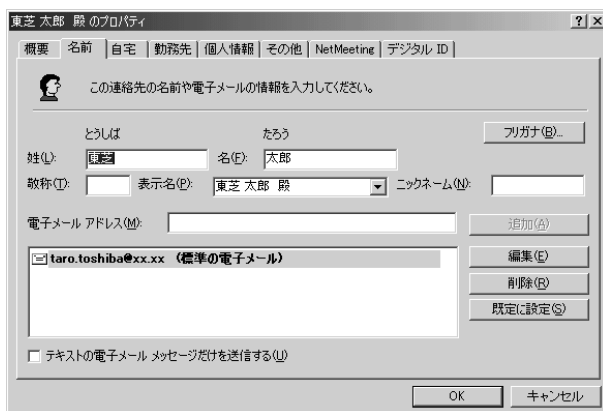 東芝 太郎 殿 のプロパティ
概要 名前 自宅 勤務先 個人情報 その他 NetMeeting デジタル ID
この連絡先の名前や電子メールの情報を入力してください。
とうしば たろう フリガナ(B)...
姓(L): 東芝 名(F): 太郎
敬称(T): 表示名(P): 東芝 太郎 殿 ニックネーム(N):
電子メール アドレス(M): 追加(A)
taro.toshiba@xx.xx (標準の電子メール) 編集(E)
削除(R)
既定に設定(S)
テキストの電子メール メッセージだけを送信する(U)
OK キャンセル